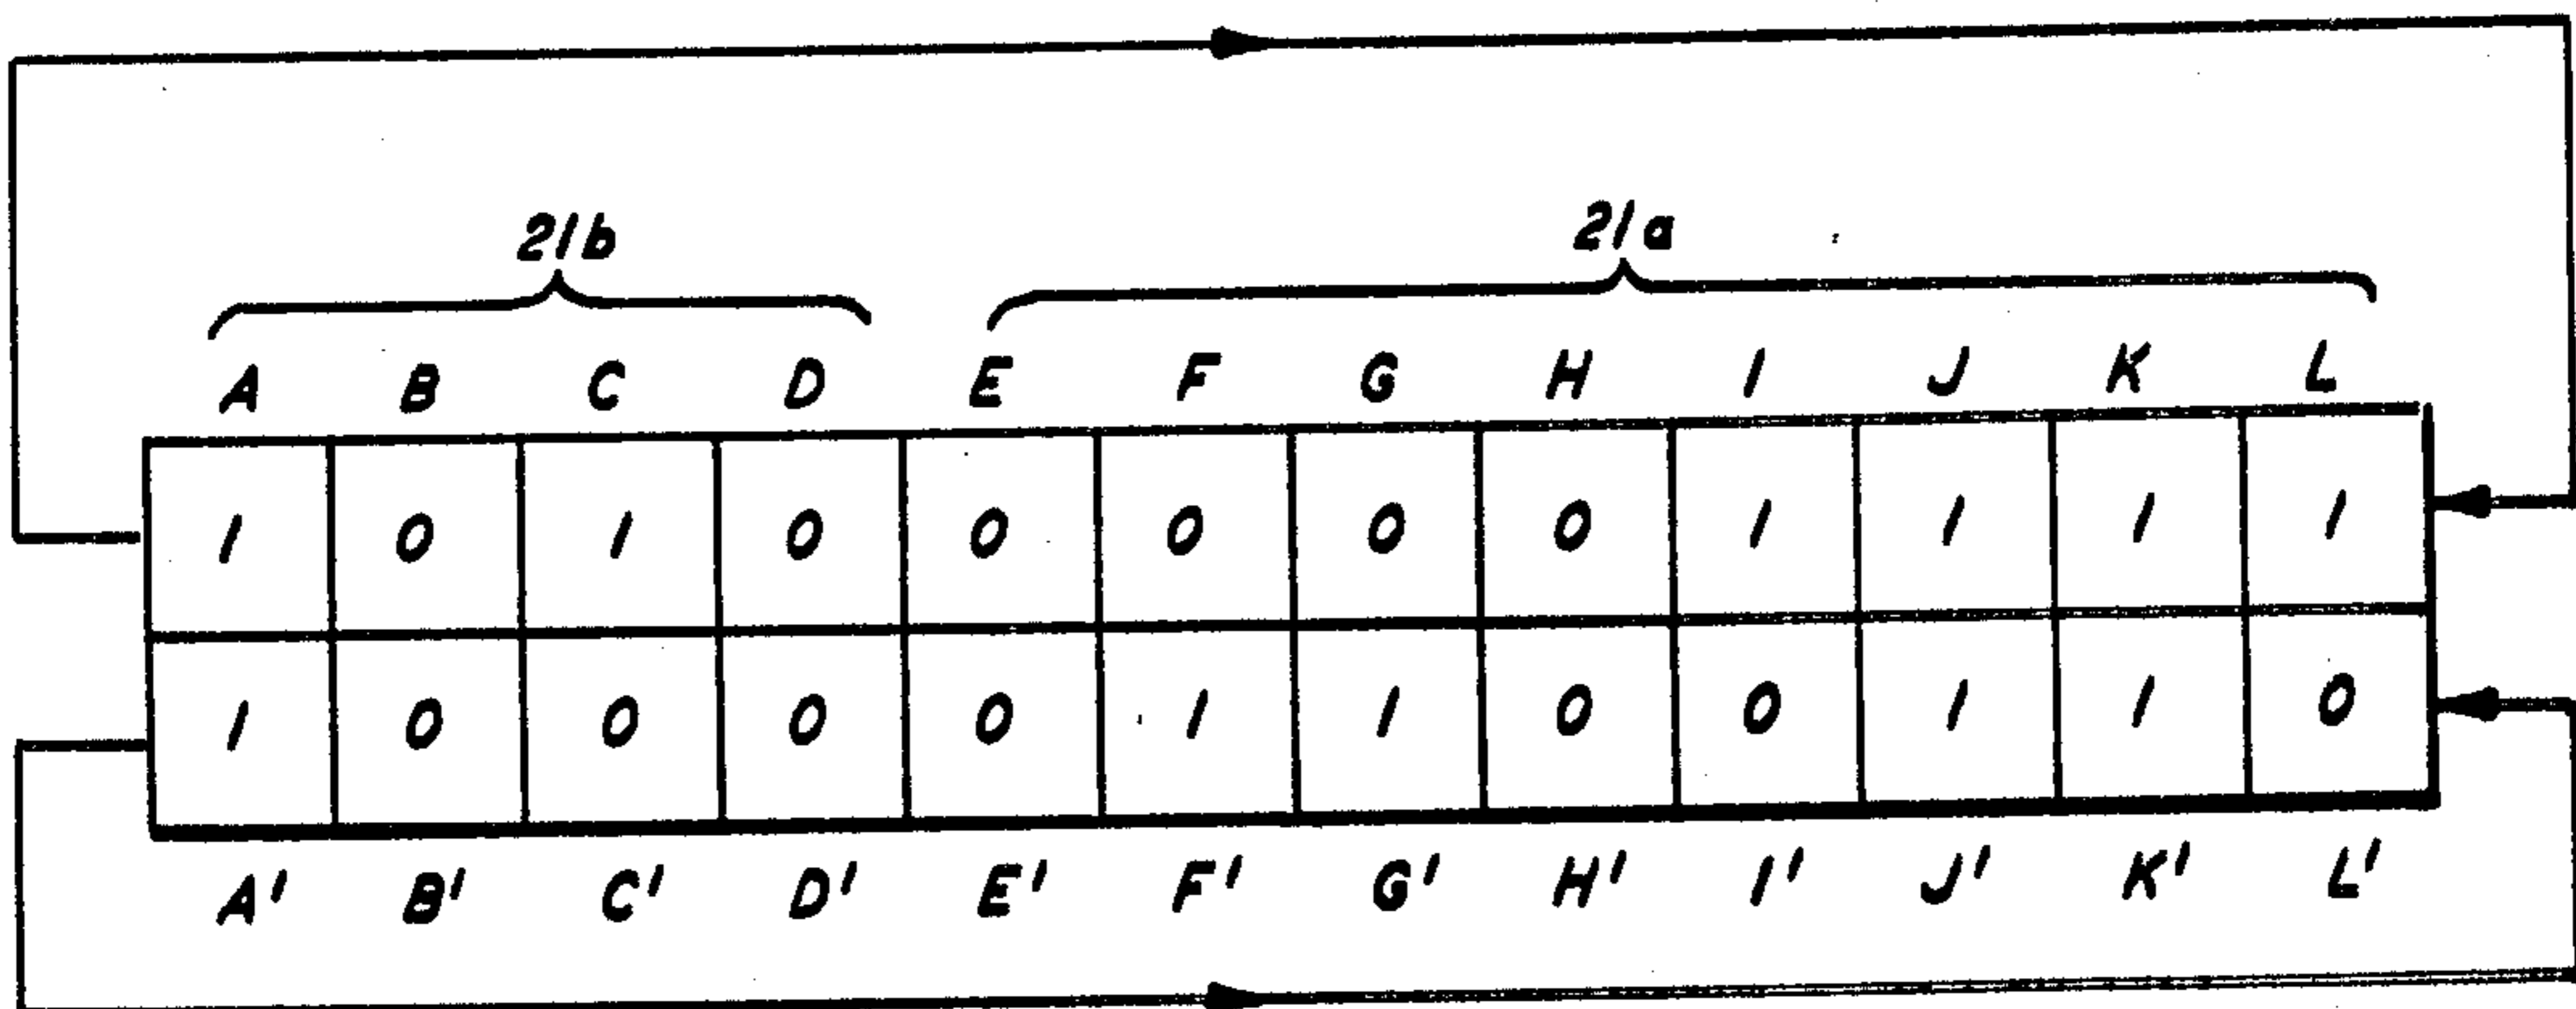 21b 21a
A B C D E F G H I J K L
1 0 1 0 0 0 0 0 1 1 1 1
1 0 0 0 0 1 1 0 0 1 1 0
A' B' C' D' E' F' G' H' I' J' K' L'